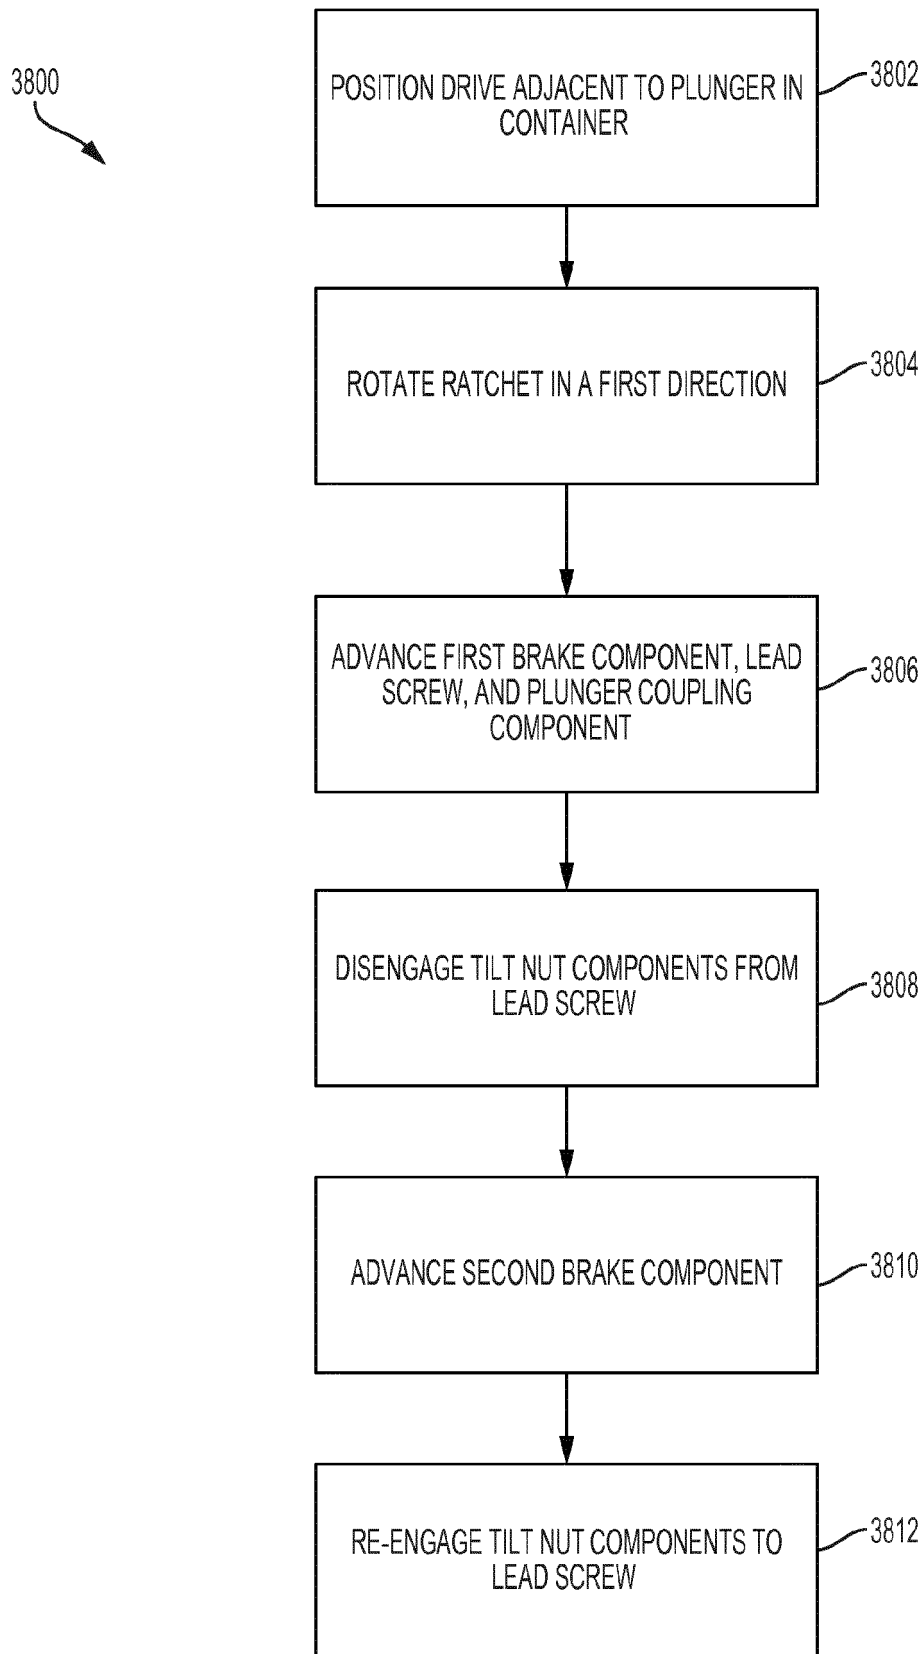 3800
POSITION DRIVE ADJACENT TO PLUNGER IN
CONTAINER
3802
ROTATE RATCHET IN A FIRST DIRECTION
3804
ADVANCE FIRST BRAKE COMPONENT, LEAD
SCREW, AND PLUNGER COUPLING
COMPONENT
3806
DISENGAGE TILT NUT COMPONENTS FROM
LEAD SCREW
3808
ADVANCE SECOND BRAKE COMPONENT
3810
RE-ENGAGE TILT NUT COMPONENTS TO
LEAD SCREW
3812